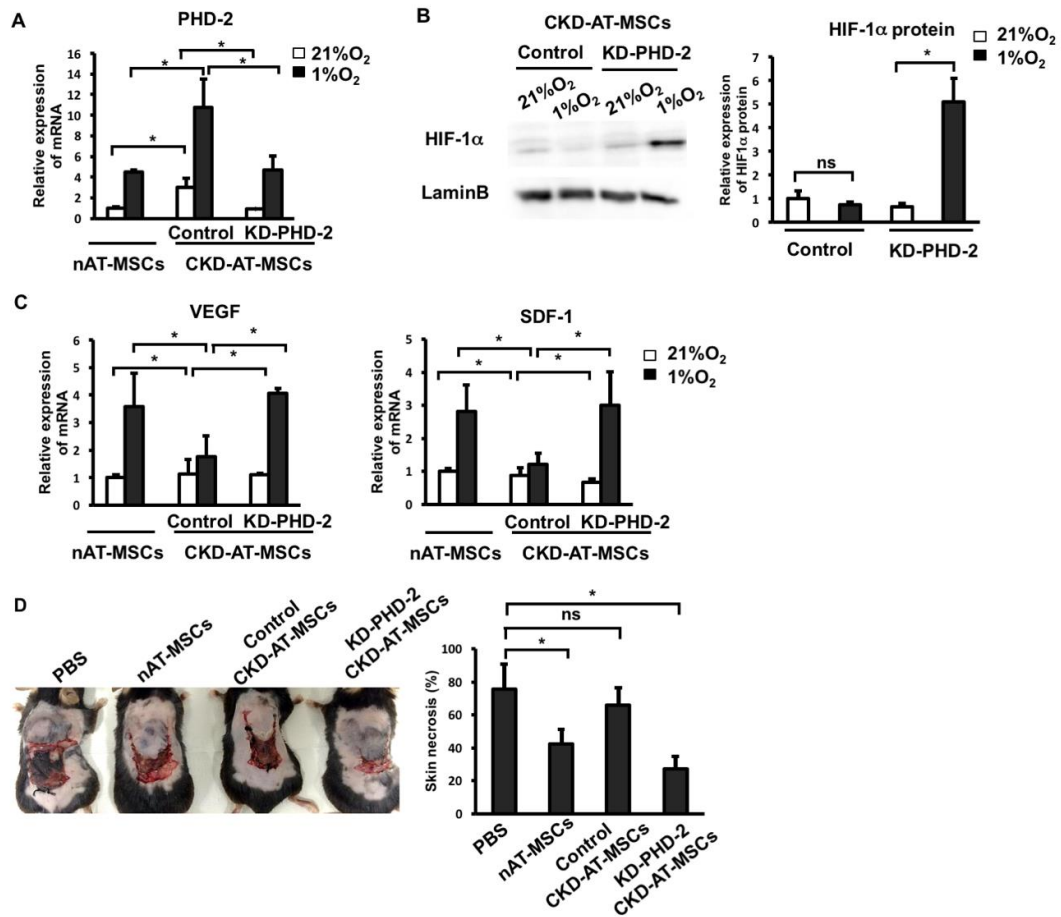 A
PHD-2
21%O2
1%O2
Relative expression
of mRNA
16
14
12
10
8
6
4
2
0
*
*
*
*
Control KD-PHD-2
nAT-MSCs CKD-AT-MSCs
B
CKD-AT-MSCs
Control KD-PHD-2
21%O2 1%O2 21%O2 1%O2
HIF-1α
LaminB
HIF-1α protein
21%O2
1%O2
Relative expression
of HIF1α protein
7
6
5
4
3
2
1
0
ns
*
Control KD-PHD-2
C
VEGF
Relative expression
of mRNA
6
5
4
3
2
1
0
*
*
*
*
Control KD-PHD-2
nAT-MSCs CKD-AT-MSCs
SDF-1
21%O2
1%O2
Relative expression
of mRNA
5
4
3
2
1
0
*
*
*
*
Control KD-PHD-2
nAT-MSCs CKD-AT-MSCs
D
PBS
nAT-MSCs
Control
CKD-AT-MSCs
KD-PHD-2
CKD-AT-MSCs
Skin necrosis (%)
100
80
60
40
20
0
*
ns
*
PBS
nAT-MSCs
Control
CKD-AT-MSCs
KD-PHD-2
CKD-AT-MSCs